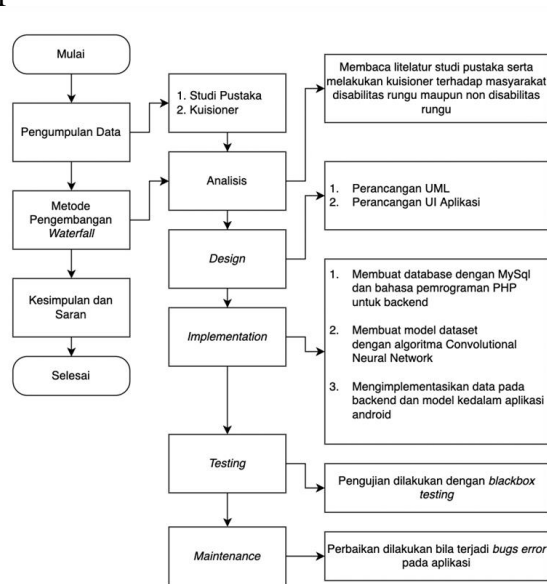 Mulai
Pengumpulan Data
Metode
Pengembangan
Waterfall
Kesimpulan dan
Saran
Selesai
1. Studi Pustaka
2. Kuisioner
Analisis
Design
Implementation
Testing
Maintenance
Membaca litelatur studi pustaka serta
melakukan kuisioner terhadap masyarakat
disabilitas rungu maupun non disabilitas
rungu
1. Perancangan UML
2. Perancangan UI Aplikasi
1. Membuat database dengan MySql
dan bahasa pemrograman PHP
untuk backend
2. Membuat model dataset
dengan algoritma Convolutional
Neural Network
3. Mengimplementasikan data pada
backend dan model kedalam aplikasi
android
Pengujian dilakukan dengan blackbox
testing
Perbaikan dilakukan bila terjadi bugs error
pada aplikasi